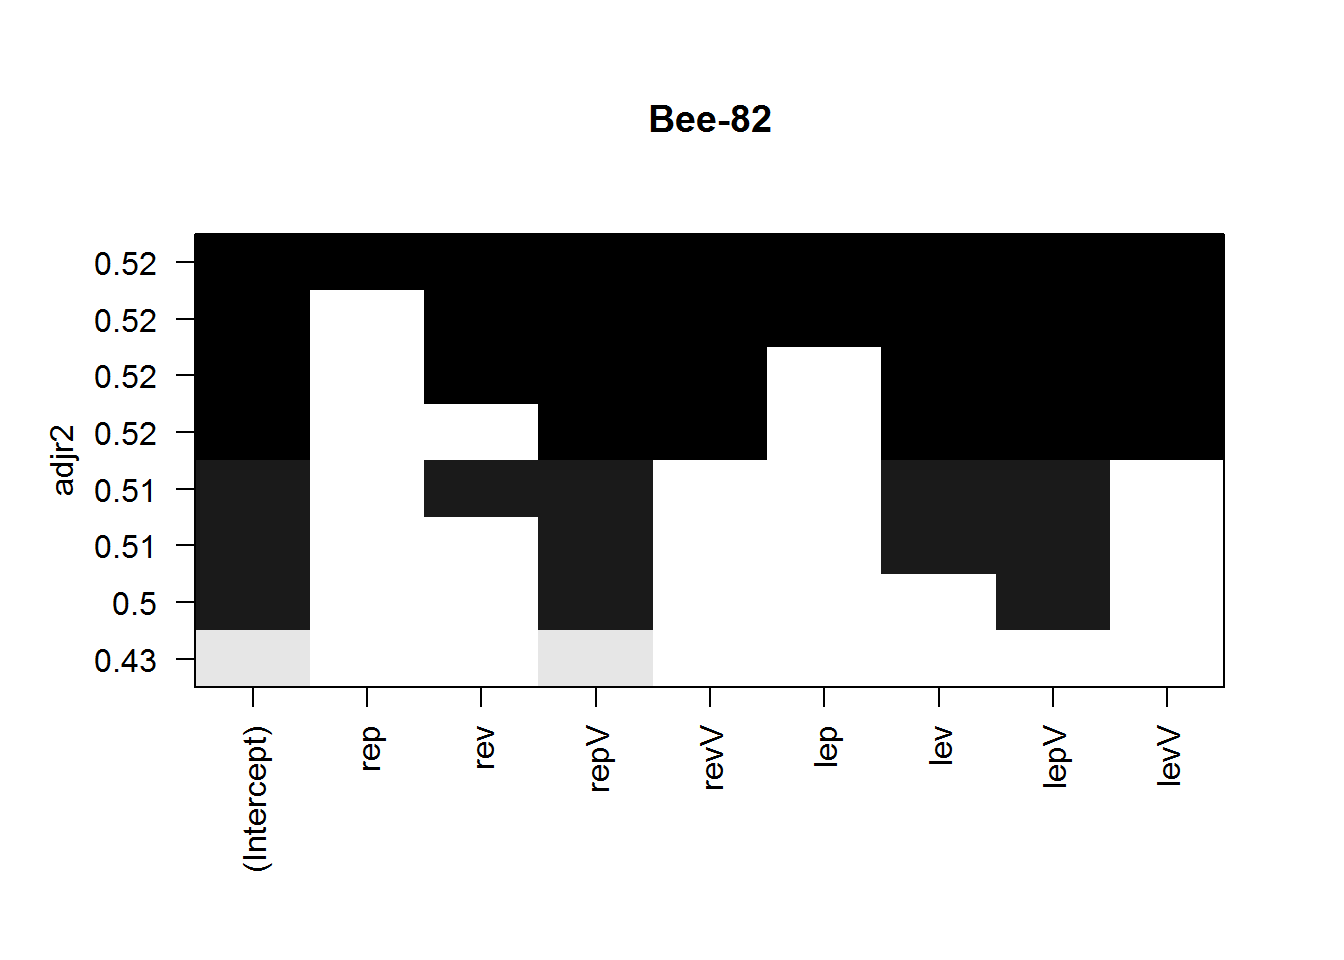 Bee-82
adjr2
0.52
0.52
0.52
0.52
0.51
0.51
0.5
0.43
(Intercept)
rep
rev
repV
revV
lep
lev
lepV
levV